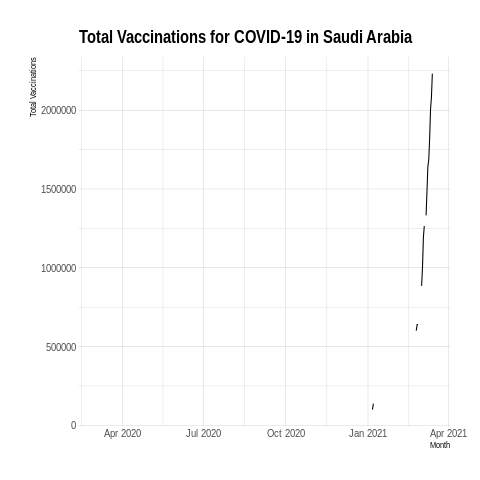 Total Vaccinations for COVID-19 in Saudi Arabia
Total Vaccinations
2000000
1500000
1000000
500000
0
Apr 2020
Jul 2020
Oct 2020
Jan 2021
Apr 2021
Month